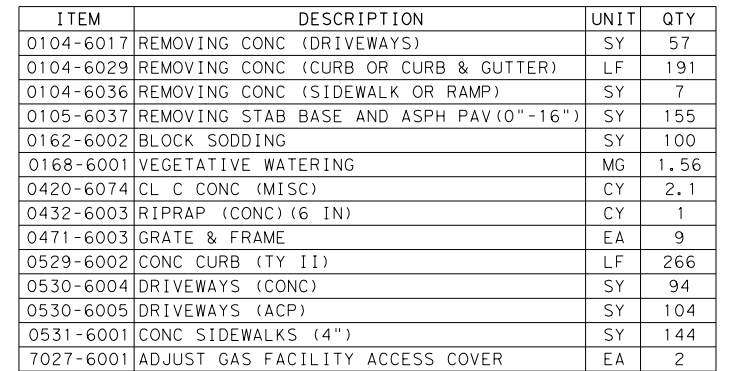 ITEM DESCRIPTION UNIT QTY
0104-6017 REMOVING CONC (DRIVEWAYS) SY 57
0104-6029 REMOVING CONC (CURB OR CURB & GUTTER) LF 191
0104-6036 REMOVING CONC (SIDEWALK OR RAMP) SY 7
0105-6037 REMOVING STAB BASE AND ASPH PAV(0"-16") SY 155
0162-6002 BLOCK SODDING SY 100
0168-6001 VEGETATIVE WATERING MG 1.56
0420-6074 CL C CONC (MISC) CY 2.1
0432-6003 RIPRAP (CONC)(6 IN) CY 1
0471-6003 GRATE & FRAME EA 9
0529-6002 CONC CURB (TY II) LF 266
0530-6004 DRIVEWAYS (CONC) SY 94
0530-6005 DRIVEWAYS (ACP) SY 104
0531-6001 CONC SIDEWALKS (4") SY 144
7027-6001 ADJUST GAS FACILITY ACCESS COVER EA 2